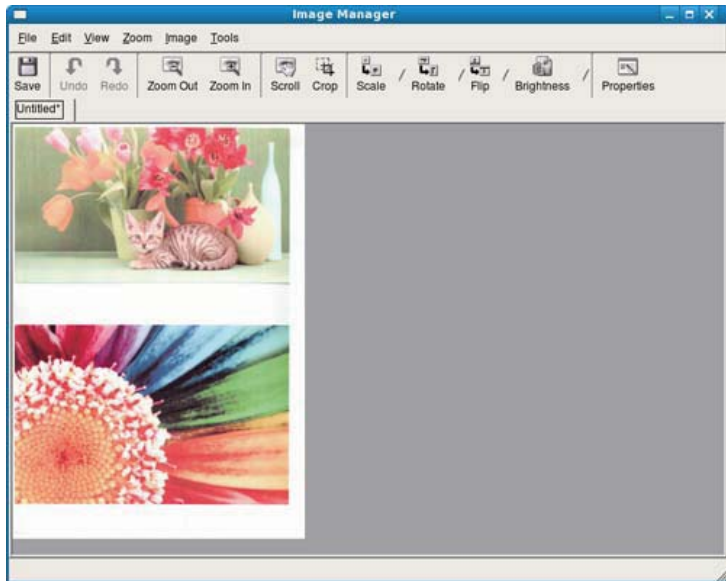 Image Manager
File Edit View Zoom Image Tools
Save Undo Redo Zoom Out Zoom In Scroll Crop Scale / Rotate / Flip / Brightness / Properties
Untitled*